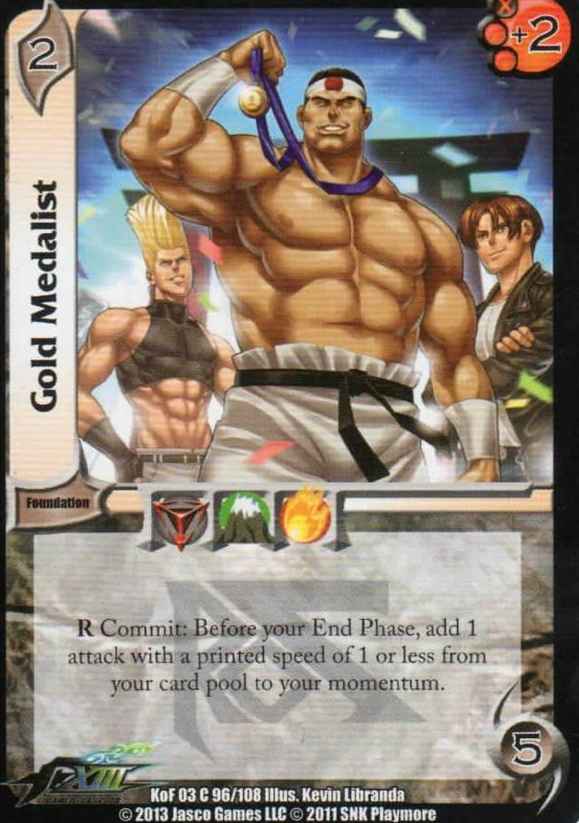 2
+2
Gold Medalist
Foundation
R Commit: Before your End Phase, add 1
attack with a printed speed of 1 or less from
your card pool to your momentum.
5
XIII
KoF 03 C 96/108 Illus. Kevin Libranda
© 2013 Jasco Games LLC © 2011 SNK Playmore